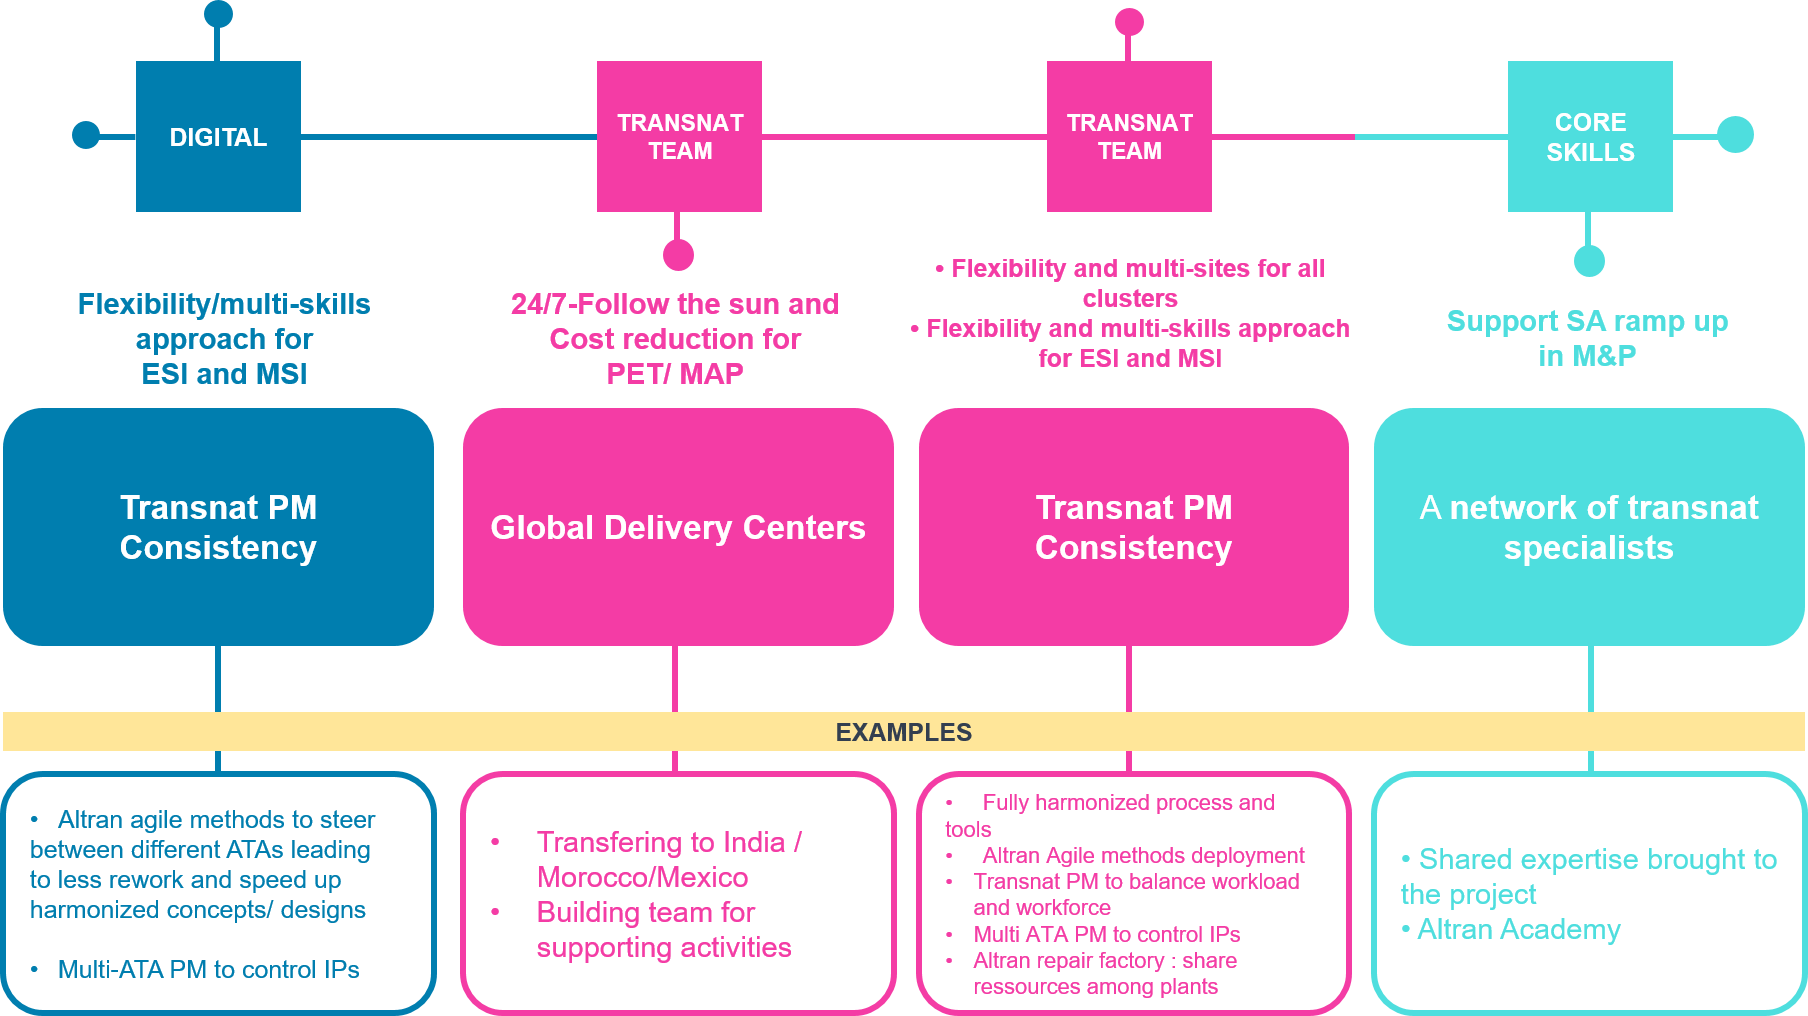 DIGITAL
TRANSNAT
TEAM
TRANSNAT
TEAM
CORE
SKILLS
Flexibility/multi-skills
approach for
ESI and MSI
24/7-Follow the sun and
Cost reduction for
PET/ MAP
• Flexibility and multi-sites for all
clusters
• Flexibility and multi-skills approach
for ESI and MSI
Support SA ramp up
in M&P
Transnat PM
Consistency
Global Delivery Centers
Transnat PM
Consistency
A network of transnat
specialists
EXAMPLES
• Altran agile methods to steer
between different ATAs leading
to less rework and speed up
harmonized concepts/ designs
• Multi-ATA PM to control IPs
• Transfering to India /
Morocco/Mexico
• Building team for
supporting activities
• Fully harmonized process and
tools
• Altran Agile methods deployment
• Transnat PM to balance workload
and workforce
• Multi ATA PM to control IPs
• Altran repair factory : share
ressources among plants
• Shared expertise brought to
the project
• Altran Academy